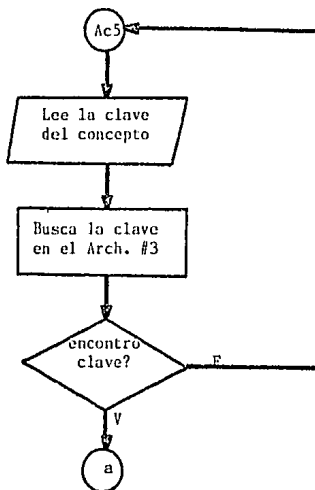 Ac5
Lee la clave
del concepto
Busca la clave
en el Arch. #3
encontro
clave?
F
V
a